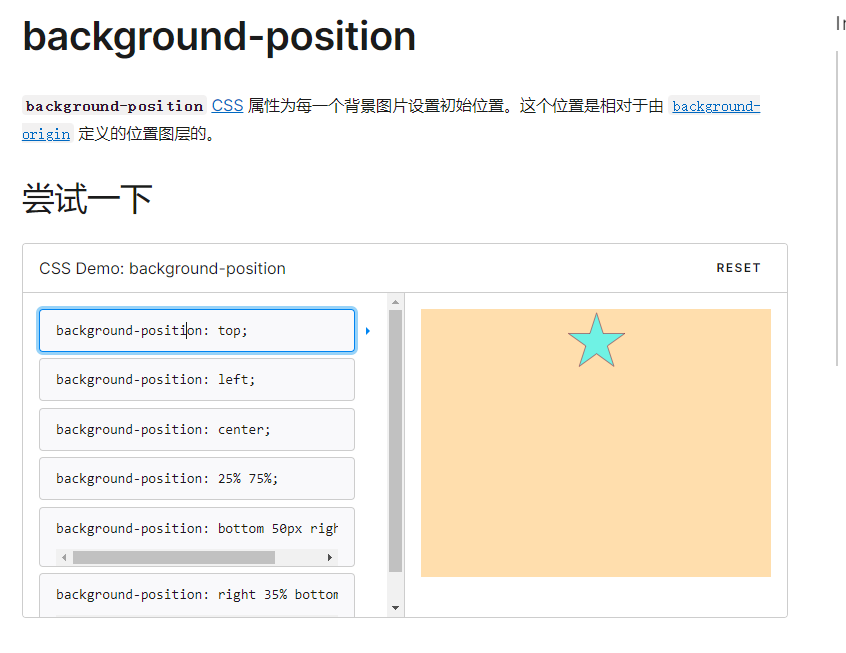 background-position
In
background-position CSS 属性为每一个背景图片设置初始位置。这个位置是相对于由 background-
origin 定义的位置图层的。
尝试一下
CSS Demo: background-position
RESET
background-position: top;
background-position: left;
background-position: center;
background-position: 25% 75%;
background-position: bottom 50px righ
background-position: right 35% bottom